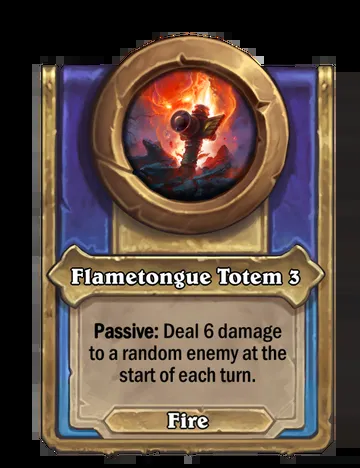 Flametongue Totem 3
Passive: Deal 6 damage
to a random enemy at the
start of each turn.
Fire